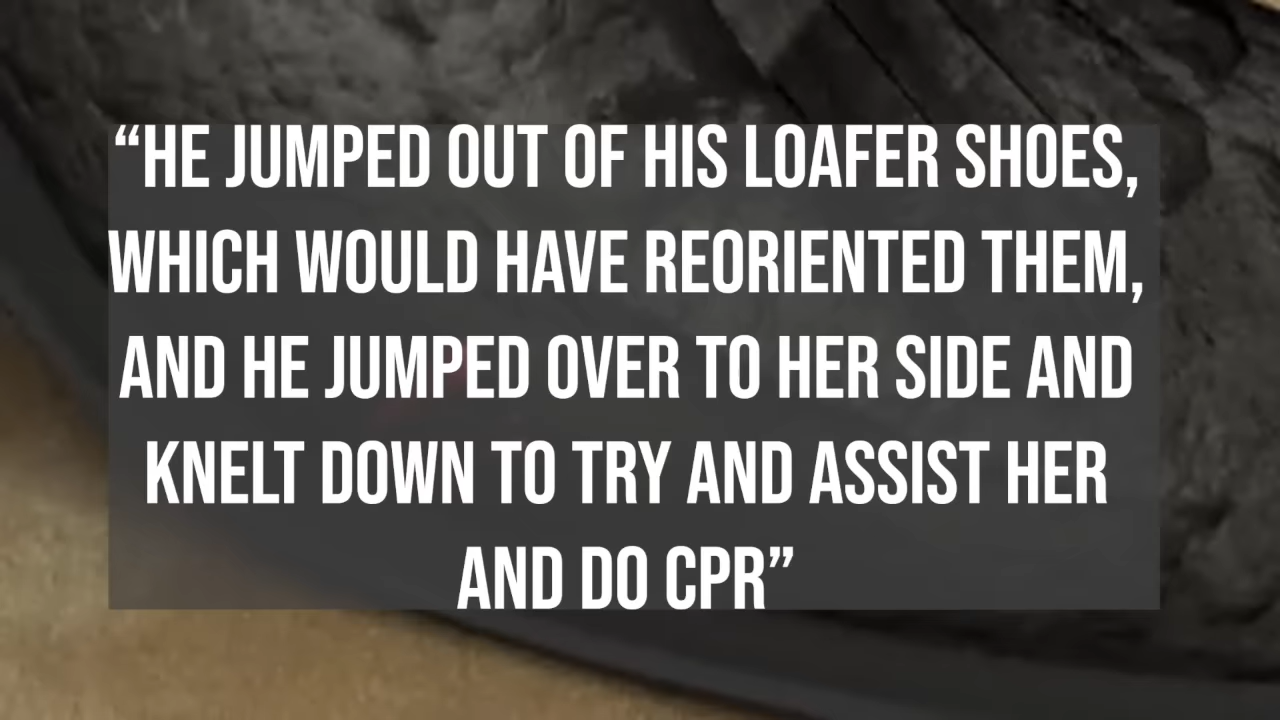 “HE JUMPED OUT OF HIS LOAFER SHOES,
WHICH WOULD HAVE REORIENTED THEM,
AND HE JUMPED OVER TO HER SIDE AND
KNELT DOWN TO TRY AND ASSIST HER
AND DO CPR”